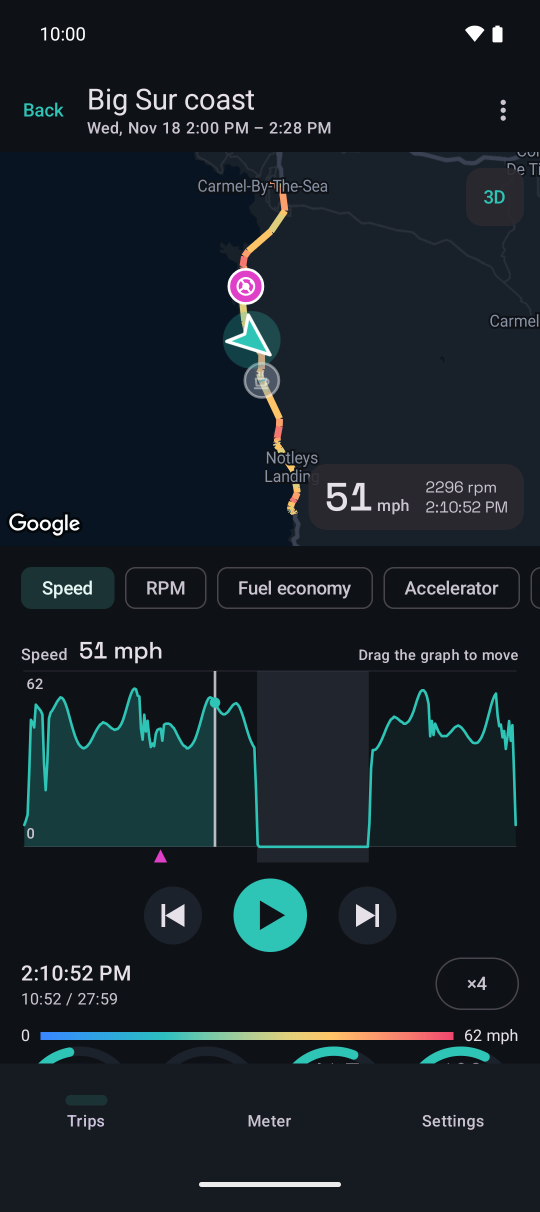 10:00
Back
Big Sur coast
Wed, Nov 18 2:00 PM – 2:28 PM
Carmel-By-The-Sea
De Ti
3D
Carmel
Notleys
Landing
51 mph
2296 rpm
2:10:52 PM
Google
Speed
RPM
Fuel economy
Accelerator
Speed 51 mph
Drag the graph to move
62
0
2:10:52 PM
10:52 / 27:59
×4
0
62 mph
Trips
Meter
Settings